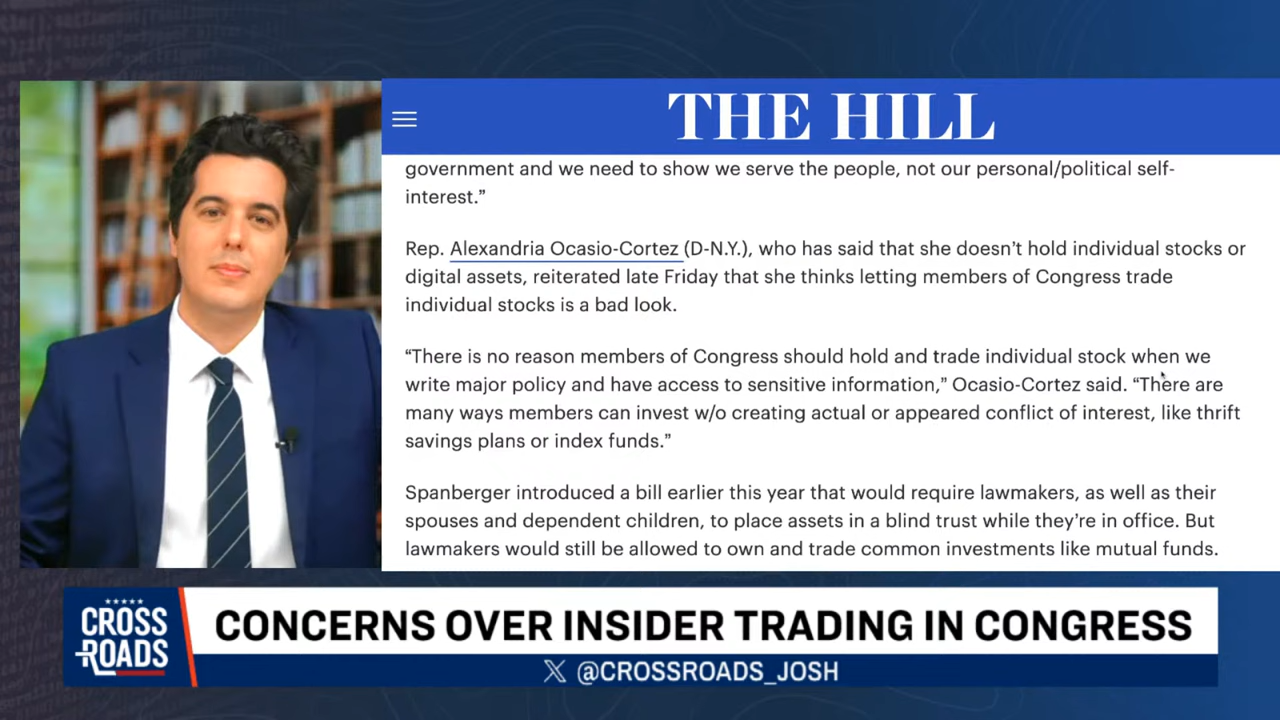 THE HILL
government and we need to show we serve the people, not our personal/political self-
interest.”
Rep. Alexandria Ocasio-Cortez (D-N.Y.), who has said that she doesn’t hold individual stocks or
digital assets, reiterated late Friday that she thinks letting members of Congress trade
individual stocks is a bad look.
“There is no reason members of Congress should hold and trade individual stock when we
write major policy and have access to sensitive information,” Ocasio-Cortez said. “There are
many ways members can invest w/o creating actual or appeared conflict of interest, like thrift
savings plans or index funds.”
Spanberger introduced a bill earlier this year that would require lawmakers, as well as their
spouses and dependent children, to place assets in a blind trust while they’re in office. But
lawmakers would still be allowed to own and trade common investments like mutual funds.
CROSS
ROADS
CONCERNS OVER INSIDER TRADING IN CONGRESS
X @CROSSROADS_JOSH